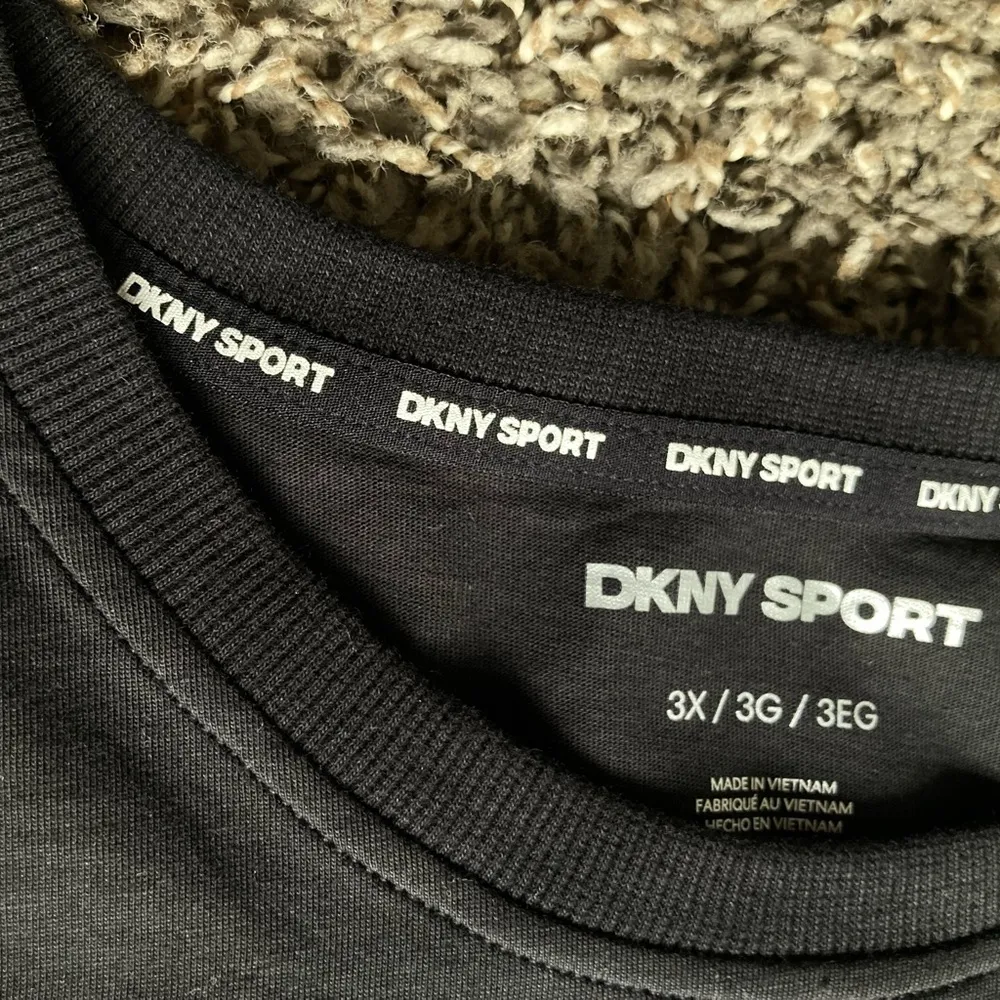 DKNY SPORT
DKNY SPORT
DKNY SPORT
DKNY
DKNY SPORT
3X / 3G / 3EG
MADE IN VIETNAM
FABRIQUÉ AU VIETNAM
HECHO EN VIETNAM